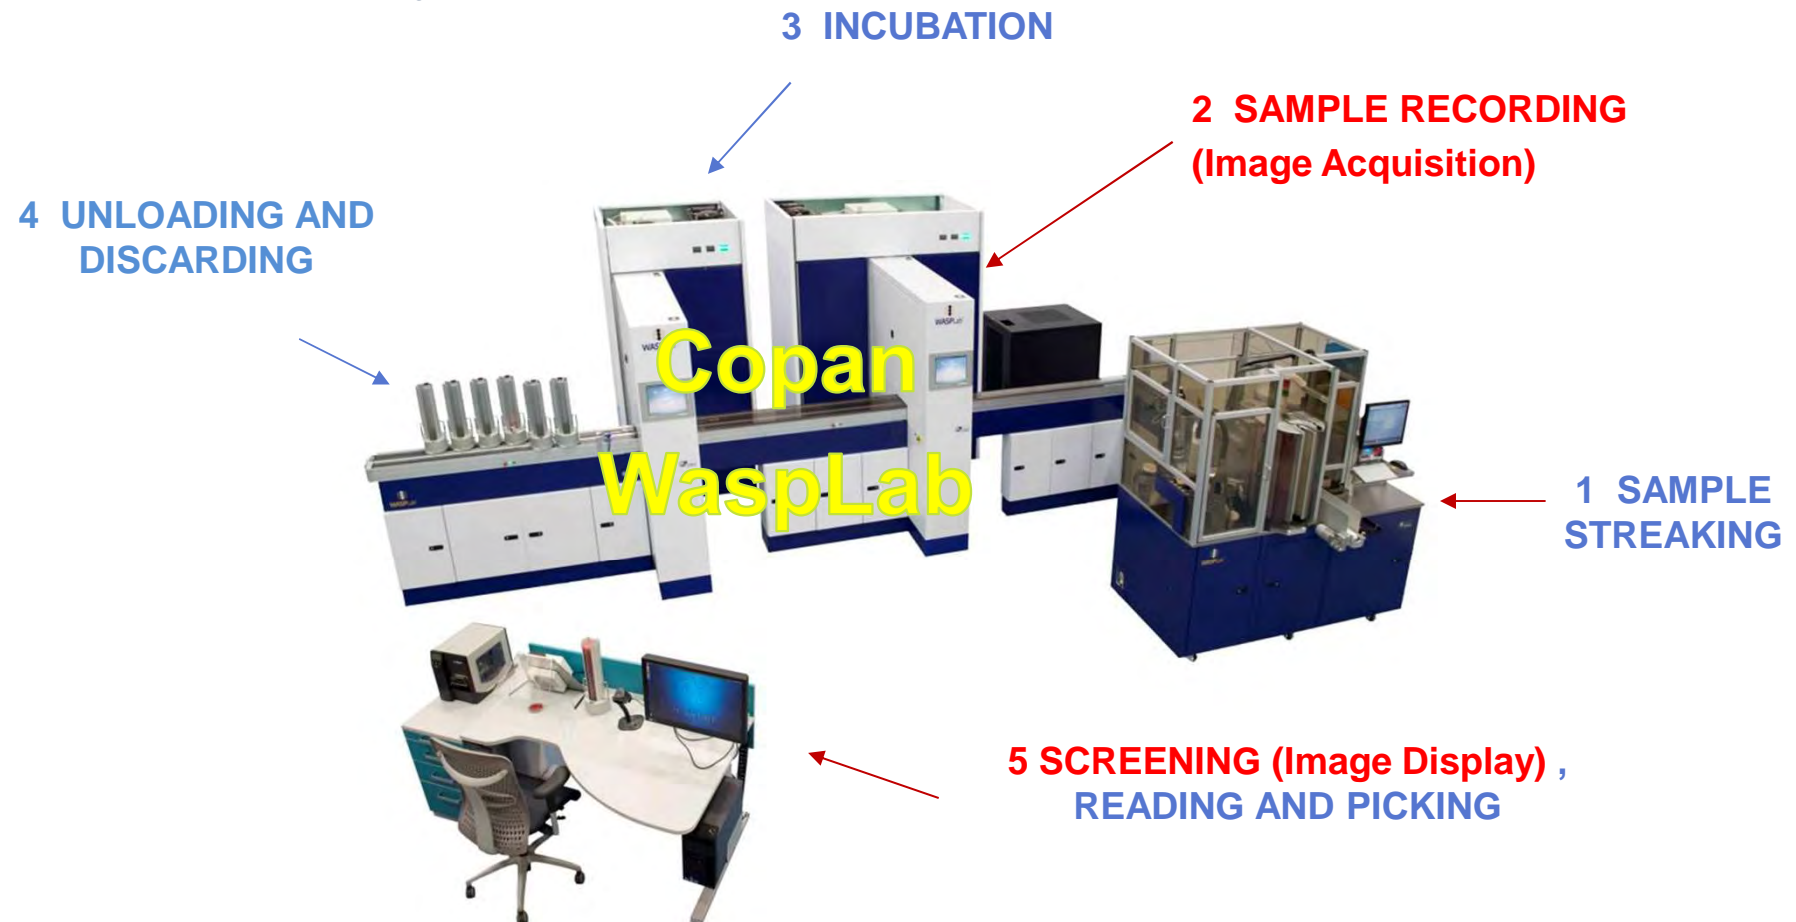 3 INCUBATION
2 SAMPLE RECORDING
(Image Acquisition)
4 UNLOADING AND
DISCARDING
Copan
WaspLab
WASPLab
1 SAMPLE
STREAKING
5 SCREENING (Image Display) ,
READING AND PICKING